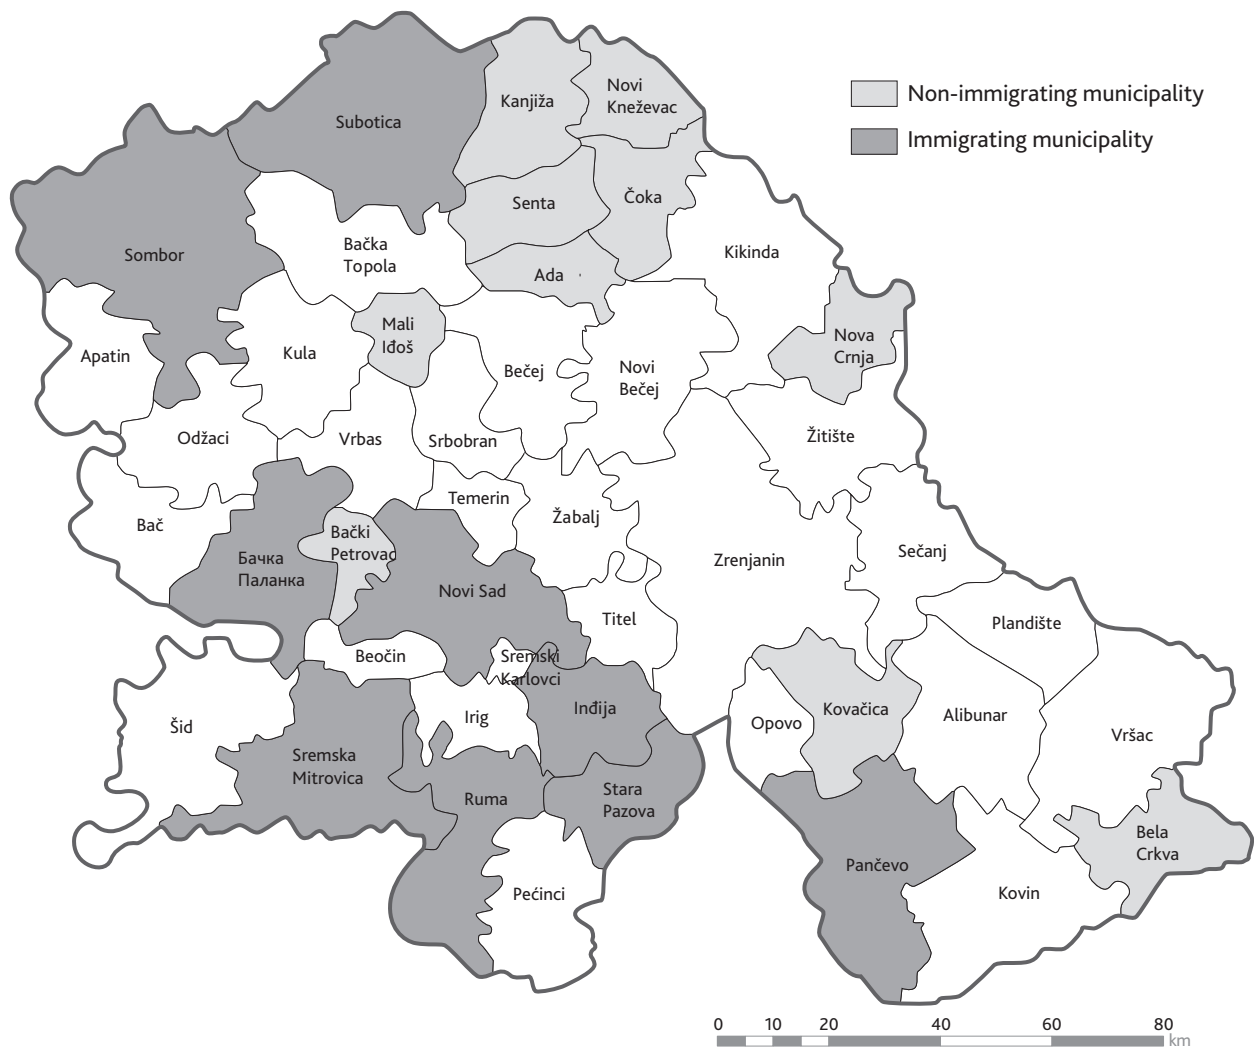 Non-immigrating municipality
Immigrating municipality
Novi
Kneževac
Kanjiža
Subotica
Senta
Čoka
Sombor
Bačka
Topola
Kikinda
Ada
Mali
Iđoš
Nova
Crnja
Apatin
Kula
Bečej
Novi
Bečej
Odžaci
Vrbas
Srbobran
Žitište
Temerin
Bač
Žabalj
Bački
Petrovac
Бачка
Паланка
Zrenjanin
Sečanj
Novi Sad
Titel
Plandište
Beočin
Sremski
Karlovci
Šid
Irig
Inđija
Opovo
Kovačica
Alibunar
Vršac
Sremska
Mitrovica
Ruma
Stara
Pazova
Bela
Crkva
Pančevo
Pećinci
Kovin
0 10 20 40 60 80
km